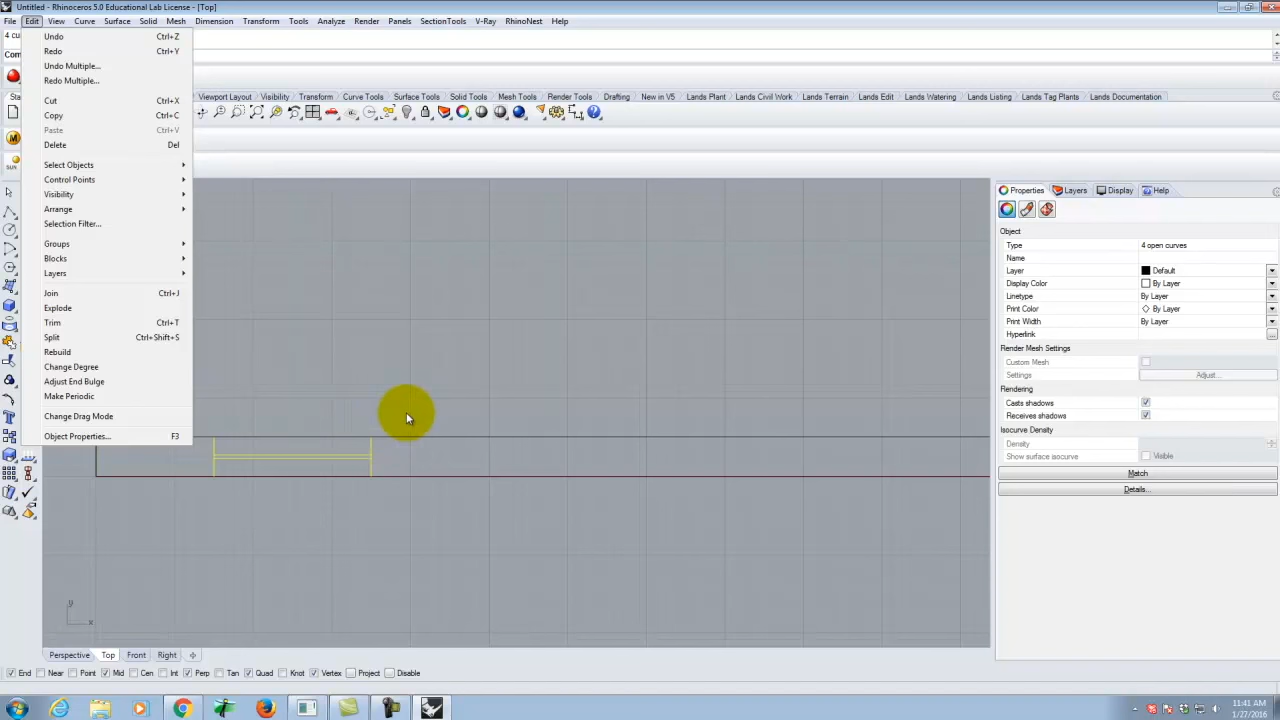 Untitled - Rhinoceros 5.0 Educational Lab License - [Top]
File Edit View Curve Surface Solid Mesh Dimension Transform Tools Analyze Render Panels SectionTools V-Ray RhinoNest Help
4 cu
Com
Undo Ctrl+Z
Redo Ctrl+Y
Undo Multiple...
Redo Multiple...
Cut Ctrl+X
Copy Ctrl+C
Paste Ctrl+V
Delete Del
Select Objects
Control Points
Visibility
Arrange
Selection Filter...
Groups
Blocks
Layers
Join Ctrl+J
Explode
Trim Ctrl+T
Split Ctrl+Shift+S
Rebuild
Change Degree
Adjust End Bulge
Make Periodic
Change Drag Mode
Object Properties... F3
Sta Viewport Layout Visibility Transform Curve Tools Surface Tools Solid Tools Mesh Tools Render Tools Drafting New in V5 Lands Plant Lands Civil Work Lands Terrain Lands Edit Lands Watering Lands Listing Lands Tag Plants Lands Documentation
SUN
Properties Layers Display Help
Object
Type 4 open curves
Name
Layer Default
Display Color By Layer
Linetype By Layer
Print Color By Layer
Print Width By Layer
Hyperlink ...
Render Mesh Settings
Custom Mesh
Settings Adjust...
Rendering
Casts shadows
Receives shadows
Isocurve Density
Density
Show surface isocurve Visible
Match
Details...
y
x
Perspective Top Front Right
End Near Point Mid Cen Int Perp Tan Quad Knot Vertex Project Disable
11:41 AM
1/27/2016